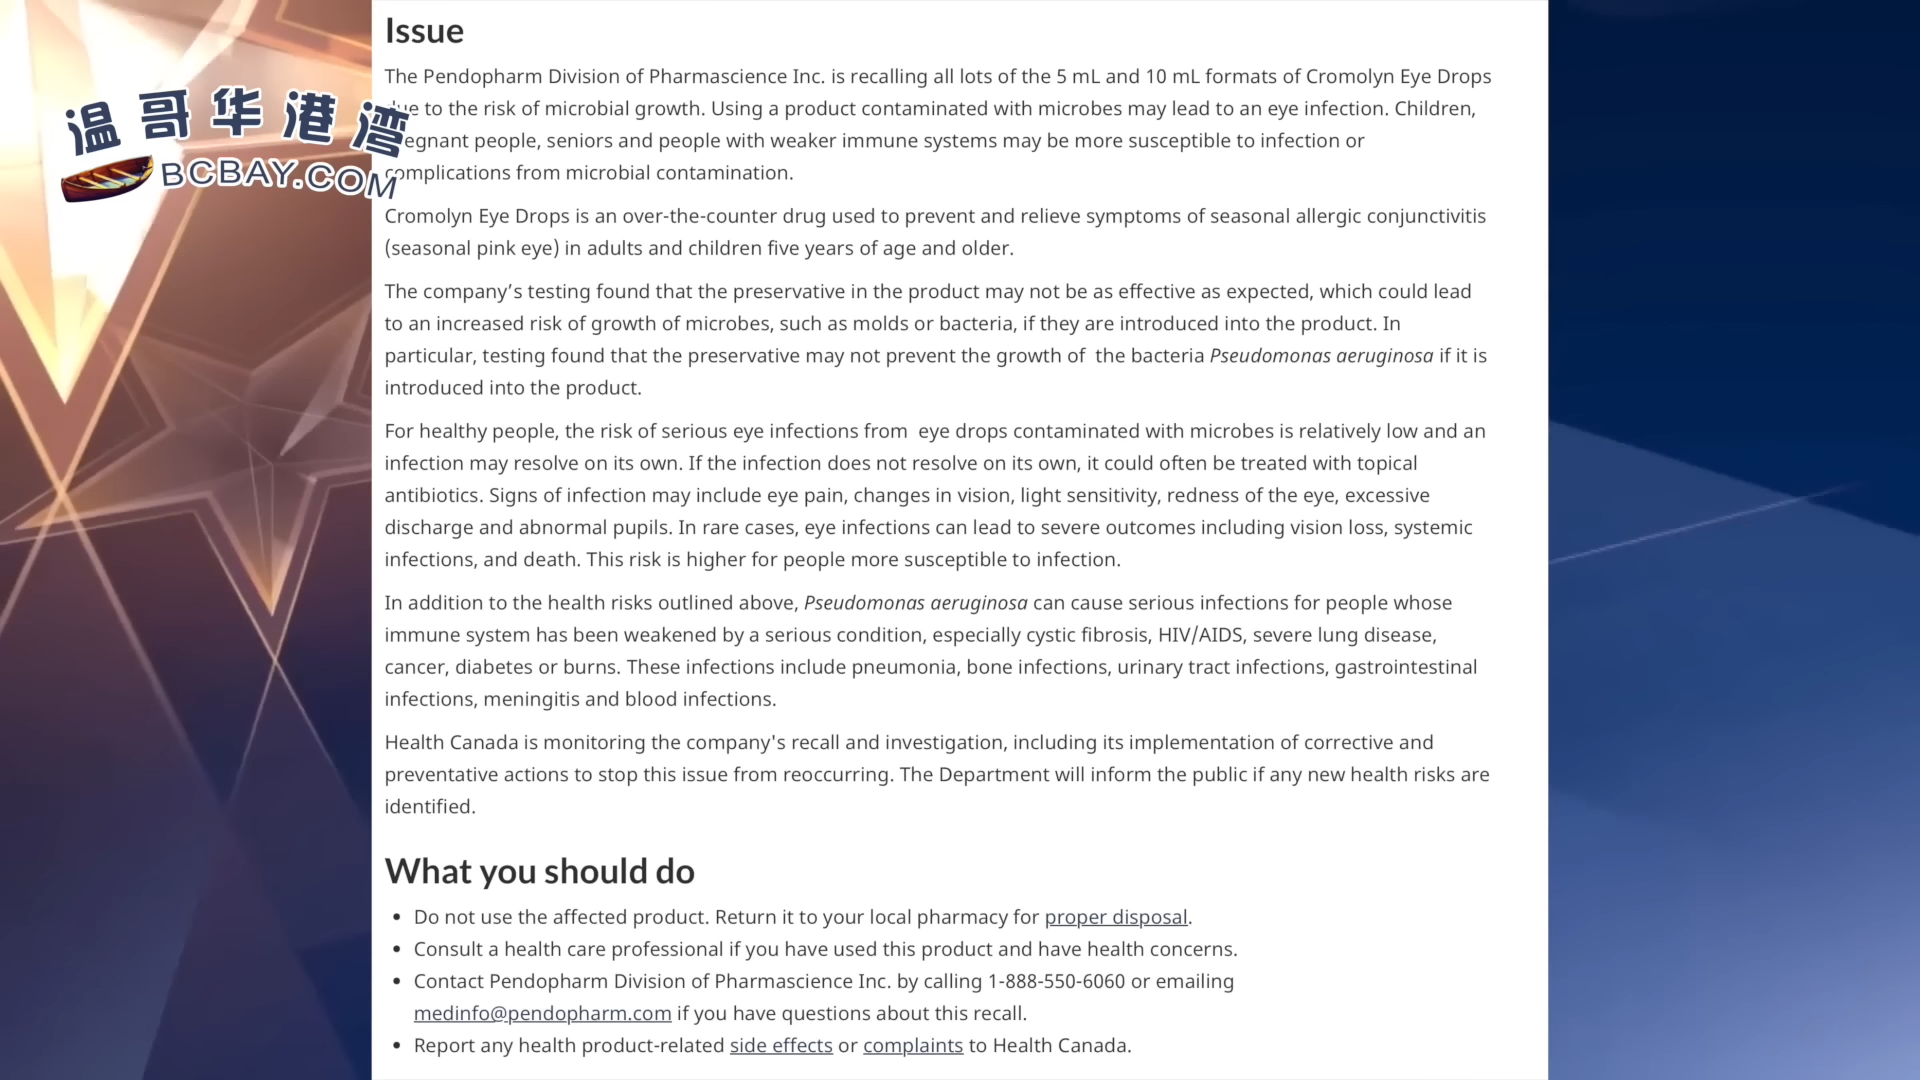 Issue
The Pendopharm Division of Pharmascience Inc. is recalling all lots of the 5 mL and 10 mL formats of Cromolyn Eye Drops
to the risk of microbial growth. Using a product contaminated with microbes may lead to an eye infection. Children,
people, seniors and people with weaker immune systems may be more susceptible to infection or
complications from microbial contamination.
温哥华港湾
BCBAY.COM
Cromolyn Eye Drops is an over-the-counter drug used to prevent and relieve symptoms of seasonal allergic conjunctivitis
(seasonal pink eye) in adults and children five years of age and older.
The company’s testing found that the preservative in the product may not be as effective as expected, which could lead
to an increased risk of growth of microbes, such as molds or bacteria, if they are introduced into the product. In
particular, testing found that the preservative may not prevent the growth of the bacteria Pseudomonas aeruginosa if it is
introduced into the product.
For healthy people, the risk of serious eye infections from eye drops contaminated with microbes is relatively low and an
infection may resolve on its own. If the infection does not resolve on its own, it could often be treated with topical
antibiotics. Signs of infection may include eye pain, changes in vision, light sensitivity, redness of the eye, excessive
discharge and abnormal pupils. In rare cases, eye infections can lead to severe outcomes including vision loss, systemic
infections, and death. This risk is higher for people more susceptible to infection.
In addition to the health risks outlined above, Pseudomonas aeruginosa can cause serious infections for people whose
immune system has been weakened by a serious condition, especially cystic fibrosis, HIV/AIDS, severe lung disease,
cancer, diabetes or burns. These infections include pneumonia, bone infections, urinary tract infections, gastrointestinal
infections, meningitis and blood infections.
Health Canada is monitoring the company's recall and investigation, including its implementation of corrective and
preventative actions to stop this issue from reoccurring. The Department will inform the public if any new health risks are
identified.
What you should do
• Do not use the affected product. Return it to your local pharmacy for proper disposal.
• Consult a health care professional if you have used this product and have health concerns.
• Contact Pendopharm Division of Pharmascience Inc. by calling 1-888-550-6060 or emailing
medinfo@pendopharm.com if you have questions about this recall.
• Report any health product-related side effects or complaints to Health Canada.